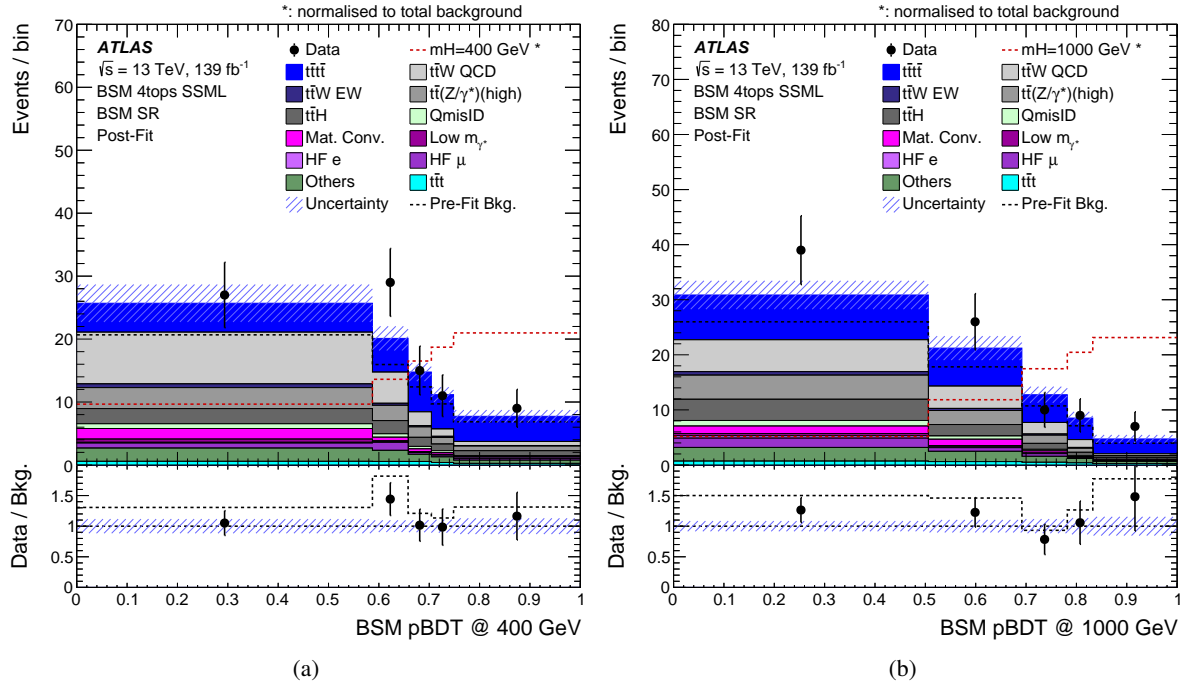 *: normalised to total background
Events / bin
70
60
50
40
30
20
10
0
ATLAS
√s = 13 TeV, 139 fb⁻¹
BSM 4tops SSML
BSM SR
Post-Fit
Data
mH=400 GeV *
tt̄tt̄
tt̄W QCD
tt̄W EW
tt̄(Z/γ*)(high)
tt̄H
QmisID
Mat. Conv.
Low m_γ*
HF e
HF μ
Others
tt̄t
Uncertainty
Pre-Fit Bkg.
Data / Bkg.
1.5
1
0.5
0
0 0.1 0.2 0.3 0.4 0.5 0.6 0.7 0.8 0.9 1
BSM pBDT @ 400 GeV
(a)
*: normalised to total background
Events / bin
80
70
60
50
40
30
20
10
0
ATLAS
√s = 13 TeV, 139 fb⁻¹
BSM 4tops SSML
BSM SR
Post-Fit
Data
mH=1000 GeV *
tt̄tt̄
tt̄W QCD
tt̄W EW
tt̄(Z/γ*)(high)
tt̄H
QmisID
Mat. Conv.
Low m_γ*
HF e
HF μ
Others
tt̄t
Uncertainty
Pre-Fit Bkg.
Data / Bkg.
1.5
1
0.5
0
0 0.1 0.2 0.3 0.4 0.5 0.6 0.7 0.8 0.9 1
BSM pBDT @ 1000 GeV
(b)